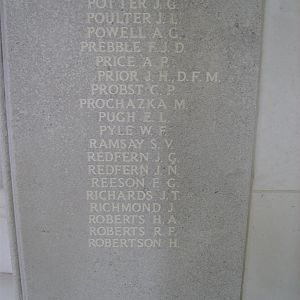 POTTER J.G.
POULTER J.L.
POWELL A.G.
PREBBLE F.J.D.
PRICE A.P.
PRIOR J.H., D.F.M.
PROBST C.P.
PROCHAZKA M.
PUGH E.L.
PYLE W.F.
RAMSAY S.V.
REDFERN J.G.
REDFERN J.N.
REESON F.G.
RICHARDS J.T.
RICHMOND J.
ROBERTS H.A.
ROBERTS R.F.
ROBERTSON H.